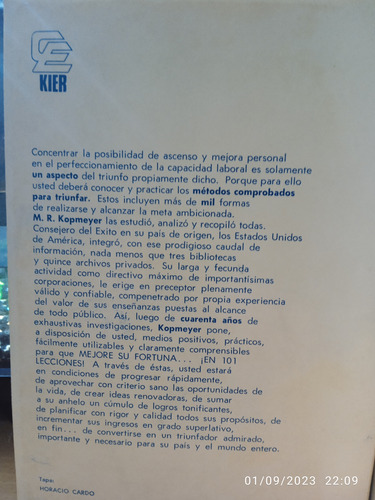 KIER
Concentrar la posibilidad de ascenso y mejora personal
en el perfeccionamiento de la capacidad laboral es solamente
un aspecto del triunfo propiamente dicho. Porque para ello
usted deberá conocer y practicar los métodos comprobados
para triunfar. Estos incluyen más de mil formas
de realizarse y alcanzar la meta ambicionada.
M. R. Kopmeyer las estudió, analizó y recopiló todas.
Consejero del Exito en su país de origen, los Estados Unidos
de América, integró, con ese prodigioso caudal de
información, nada menos que tres bibliotecas
y quince archivos privados. Su larga y fecunda
actividad como directivo máximo de importantísimas
corporaciones, le erige en preceptor plenamente
válido y confiable, compenetrado por propia experiencia
del valor de sus enseñanzas puestas al alcance
de todo público. Así, luego de cuarenta años de
exhaustivas investigaciones, Kopmeyer pone,
a disposición de usted, medios positivos, prácticos,
fácilmente utilizables y claramente comprensibles
para que MEJORE SU FORTUNA... ¡EN 101
LECCIONES! A través de éstas, usted estará
en condiciones de progresar rápidamente,
de aprovechar con criterio sano las oportunidades de
la vida, de crear ideas renovadoras, de sumar
a su anhelo un cúmulo de logros tonificantes,
de planificar con rigor y calidad todos sus propósitos, de
incrementar sus ingresos en grado superlativo,
en fin... de convertirse en un triunfador admirado,
importante y necesario para su país y el mundo entero.
Tapa:
HORACIO CARDO
01/09/2023 22:09